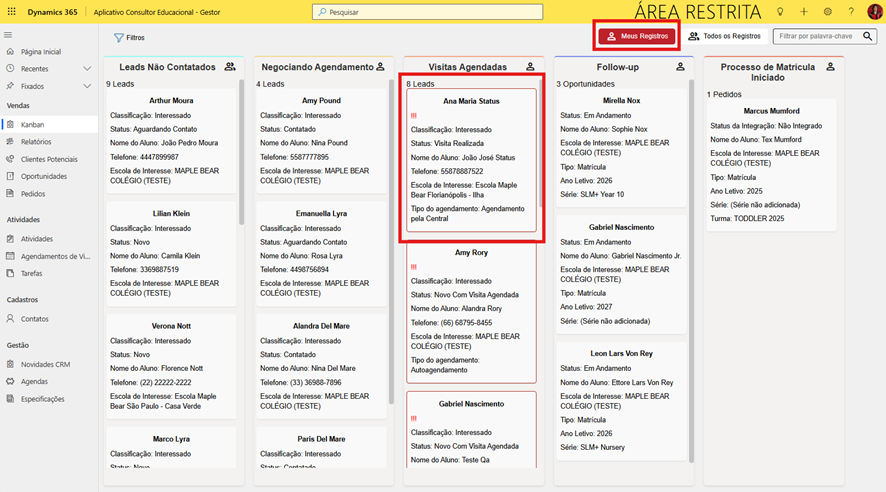 Dynamics 365
Aplicativo Consultor Educacional - Gestor
Pesquisar
ÁREA RESTRITA
Página Inicial
Recentes
Fixados
Vendas
Kanban
Relatórios
Clientes Potenciais
Oportunidades
Pedidos
Atividades
Atividades
Agendamentos de Vi...
Tarefas
Cadastros
Contatos
Gestão
Novidades CRM
Agendas
Especificações
Filtros
Meus Registros
Todos os Registros
Filtrar por palavra-chave
Leads Não Contatados
9 Leads
Arthur Moura
Classificação: Interessado
Status: Aguardando Contato
Nome do Aluno: João Pedro Moura
Telefone: 4447899987
Escola de Interesse: MAPLE BEAR
COLÉGIO (TESTE)
Lilian Klein
Classificação: Interessado
Status: Novo
Nome do Aluno: Camila Klein
Telefone: 3369887519
Escola de Interesse: MAPLE BEAR
COLÉGIO (TESTE)
Verona Nott
Classificação: Interessado
Status: Novo
Nome do Aluno: Florence Nott
Telefone: (22) 22222-2222
Escola de Interesse: Escola Maple
Bear São Paulo - Casa Verde
Marco Lyra
Classificação: Interessado
Status: Novo
Negociando Agendamento
4 Leads
Amy Pound
Classificação: Interessado
Status: Contatado
Nome do Aluno: Nina Pound
Telefone: 5587777895
Escola de Interesse: MAPLE BEAR
COLÉGIO (TESTE)
Emanuella Lyra
Classificação: Interessado
Status: Aguardando Contato
Nome do Aluno: Rosa Lyra
Telefone: 4498756894
Escola de Interesse: MAPLE BEAR
COLÉGIO (TESTE)
Alandra Del Mare
Classificação: Interessado
Status: Contatado
Nome do Aluno: Nina Del Mare
Telefone: (33) 36988-7896
Escola de Interesse: MAPLE BEAR
COLÉGIO (TESTE)
Paris Del Mare
Classificação: Interessado
Status: Contatado
Visitas Agendadas
8 Leads
Ana Maria Status
!!!
Classificação: Interessado
Status: Visita Realizada
Nome do Aluno: João José Status
Telefone: 55878887522
Escola de Interesse: Escola Maple
Bear Florianópolis - Ilha
Tipo do agendamento: Agendamento
pela Central
Amy Rory
!!!
Classificação: Interessado
Status: Novo Com Visita Agendada
Nome do Aluno: Alandra Rory
Telefone: (66) 68795-8455
Escola de Interesse: MAPLE BEAR
COLÉGIO (TESTE)
Tipo do agendamento:
Autoagendamento
Gabriel Nascimento
!!!
Classificação: Interessado
Status: Novo Com Visita Agendada
Nome do Aluno: Teste Qa
Follow-up
3 Oportunidades
Mirella Nox
Status: Em Andamento
Nome do Aluno: Sophie Nox
Escola de Interesse: MAPLE BEAR
COLÉGIO (TESTE)
Tipo: Matrícula
Ano Letivo: 2026
Série: SLM+ Year 10
Gabriel Nascimento
Status: Em Andamento
Nome do Aluno: Gabriel Nascimento Jr.
Escola de Interesse: MAPLE BEAR
COLÉGIO (TESTE)
Tipo: Matrícula
Ano Letivo: 2027
Série: (Série não adicionada)
Leon Lars Von Rey
Status: Em Andamento
Nome do Aluno: Ettore Lars Von Rey
Escola de Interesse: MAPLE BEAR
COLÉGIO (TESTE)
Tipo: Matrícula
Ano Letivo: 2026
Série: SLM+ Nursery
Processo de Matricula
Iniciado
1 Pedidos
Marcus Mumford
Status da Integração: Não Integrado
Nome do Aluno: Tex Mumford
Escola de Interesse: MAPLE BEAR
COLÉGIO (TESTE)
Tipo: Matrícula
Ano Letivo: 2025
Série: (Série não adicionada)
Turma: TODDLER 2025